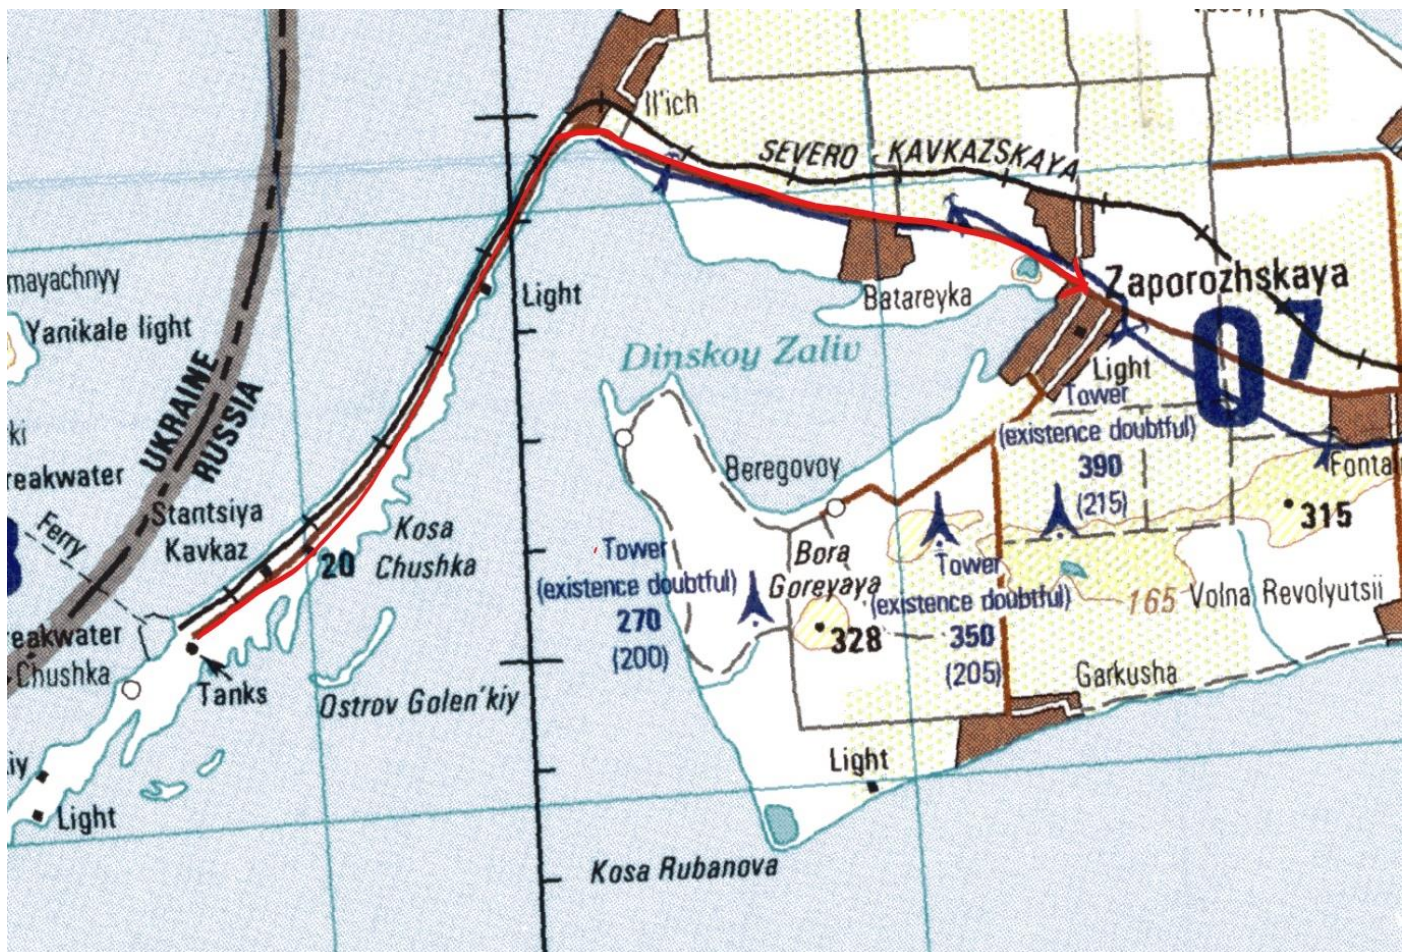 Il'ich
SEVERO - KAVKAZSKAYA
mayachnyy
Light
Zaporozhskaya
Batareyka
Yanikale light
07
Dinskoy Zaliv
UKRAINE
RUSSIA
Light
Tower
(existence doubtful)
390
(215)
ki
reakwater
Beregovoy
Fonta
Stantsiya
Kavkaz
Ferry
Kosa
Chushka
20
315
Tower
(existence doubtful)
270
(200)
Bora
Goreyaya
328
Tower
(existence doubtful)
350
(205)
165
Volna Revolyutsii
eakwater
Chushka
Tanks
Ostrov Golen'kiy
Garkusha
iy
Light
Light
Kosa Rubanova